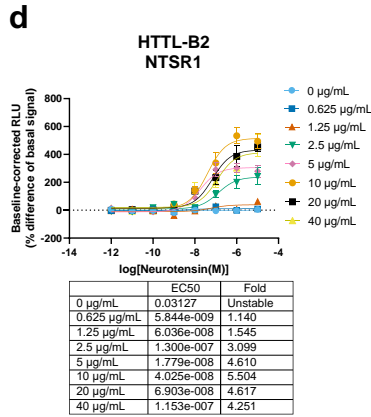 d
HTTL-B2
NTSR1
Baseline-corrected RLU
(% difference of basal signal)
800
600
400
200
0
-200
-14
-12
-10
-8
-6
-4
log[Neurotensin(M)]
0 µg/mL
0.625 µg/mL
1.25 µg/mL
2.5 µg/mL
5 µg/mL
10 µg/mL
20 µg/mL
40 µg/mL
EC50 Fold
0 µg/mL 0.03127 Unstable
0.625 µg/mL 5.844e-009 1.140
1.25 µg/mL 6.036e-008 1.545
2.5 µg/mL 1.300e-007 3.099
5 µg/mL 1.779e-008 4.610
10 µg/mL 4.025e-008 5.504
20 µg/mL 6.903e-008 4.617
40 µg/mL 1.153e-007 4.251